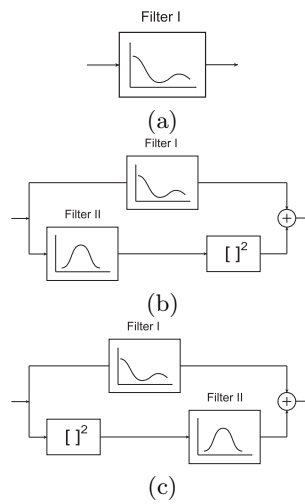 Filter I
(a)
Filter I
Filter II
[ ]²
(b)
Filter I
Filter II
[ ]²
(c)